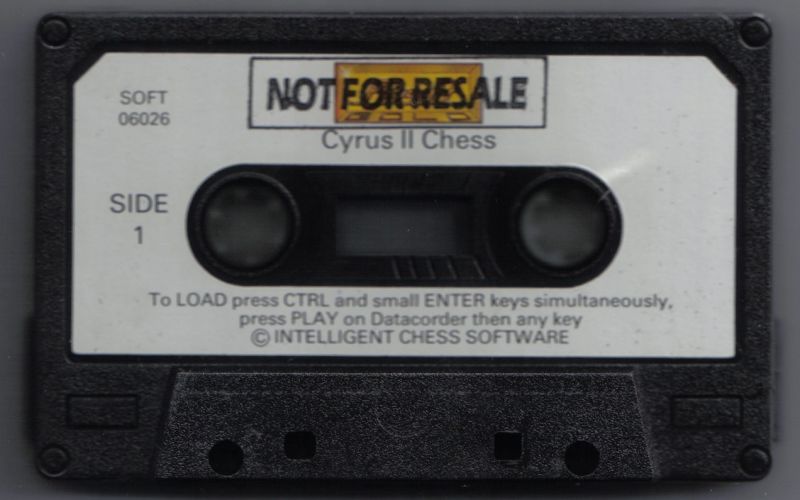 NOT FOR RESALE
SOFT
06026
Cyrus II Chess
SIDE
1
To LOAD press CTRL and small ENTER keys simultaneously,
press PLAY on Datacorder then any key
© INTELLIGENT CHESS SOFTWARE